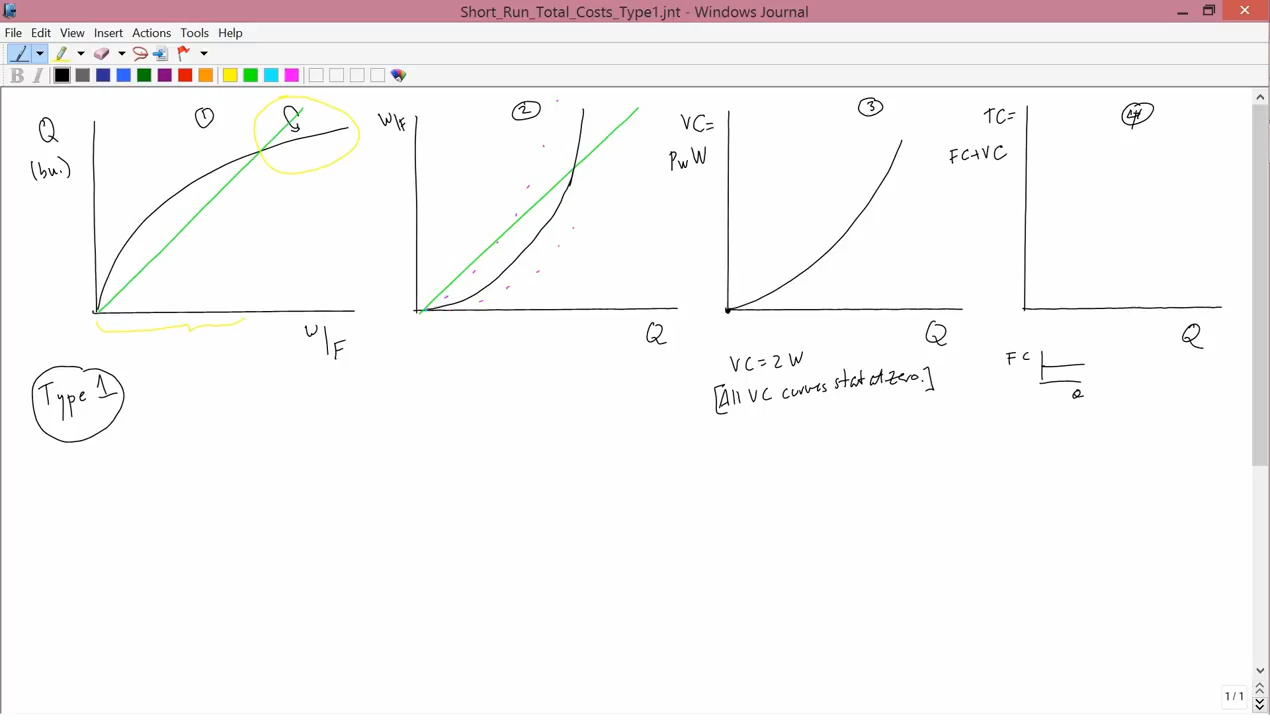 Short_Run_Total_Costs_Type1.jnt - Windows Journal
File Edit View Insert Actions Tools Help
B I
Q
(bu.)
1
W/F
Type 1
W/F
2
Q
VC=
PwW
3
Q
VC=2W
[All VC curves stat at zero.]
TC=
FC+VC
4
Q
FC
Q
1 / 1